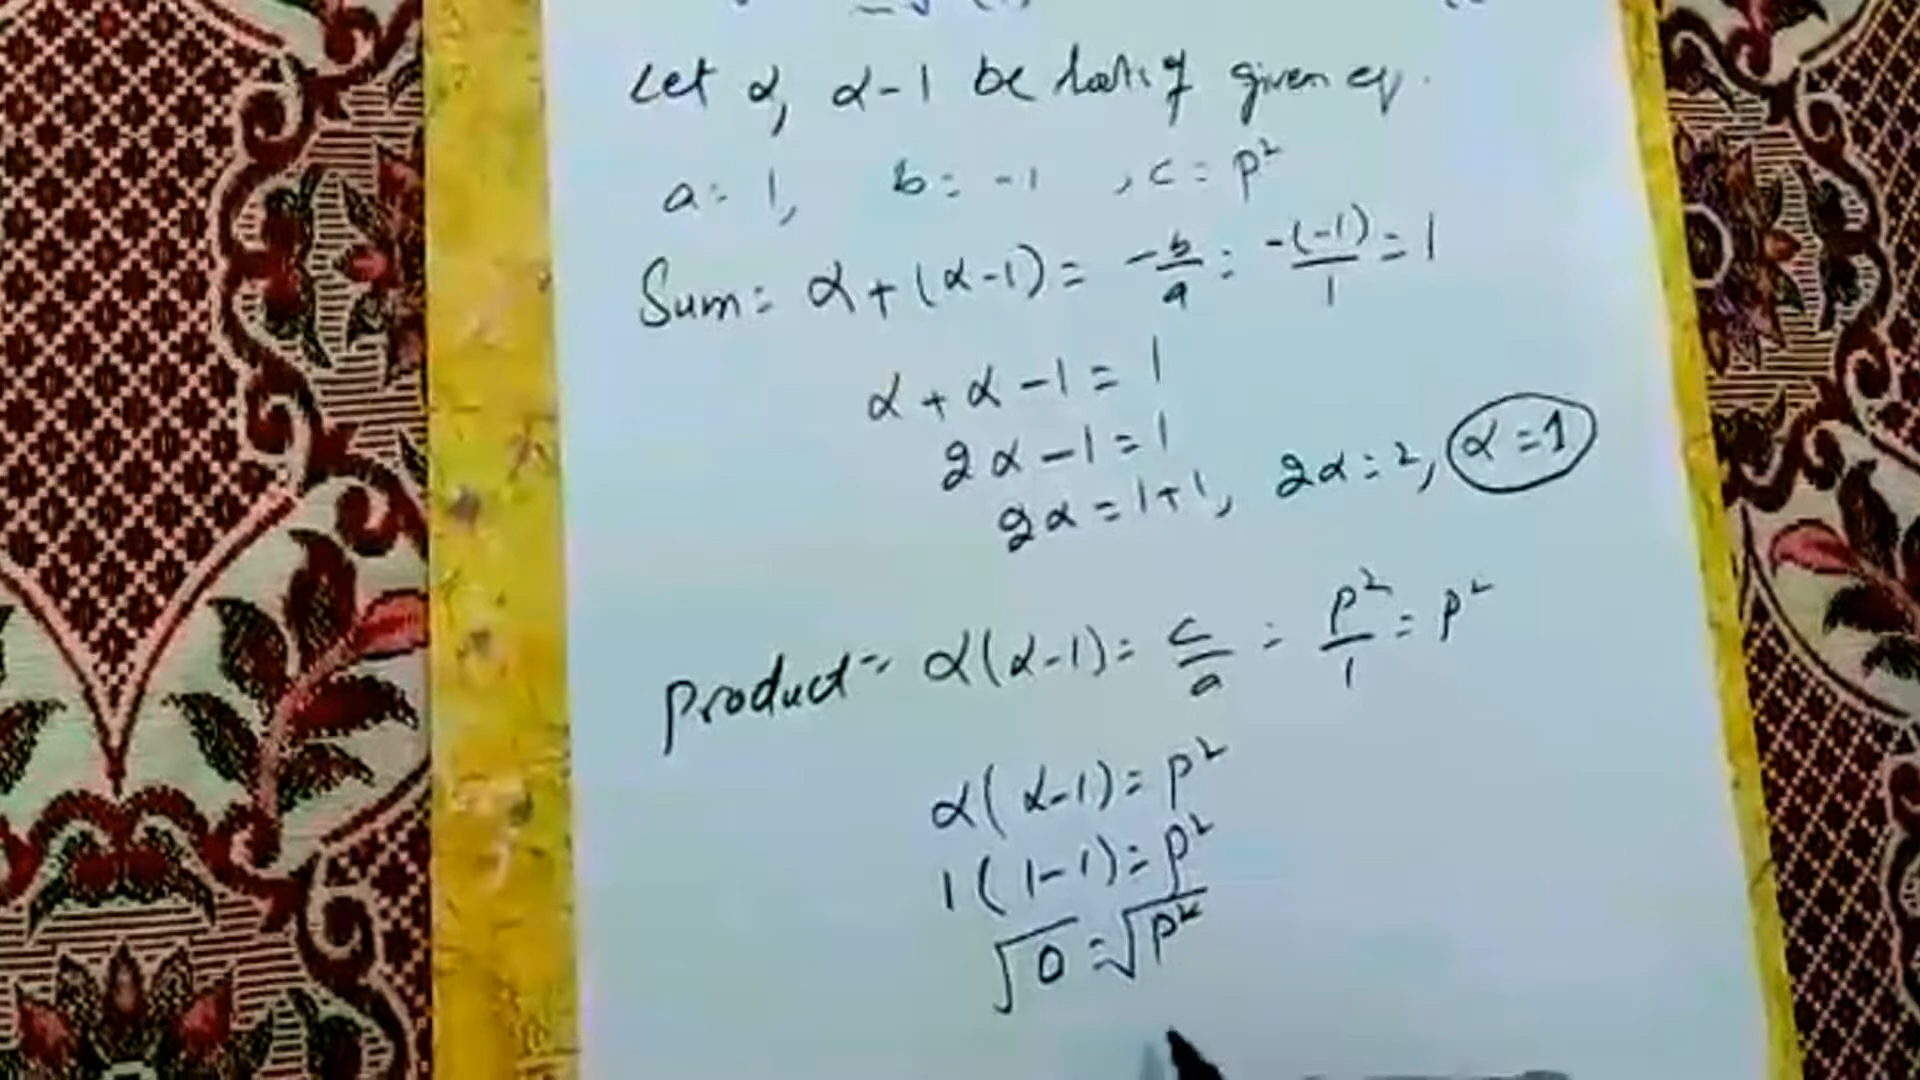 Let α, α-1 be roots of given eq.
a = 1, b = -1 , c = p²
Sum = α + (α-1) = -b/a = -(-1)/1 = 1
α + α - 1 = 1
2α - 1 = 1
2α = 1+1, 2α = 2, α = 1
Product = α(α-1) = c/a = p²/1 = p²
α(α-1) = p²
1(1-1) = p²
√0 = √p²